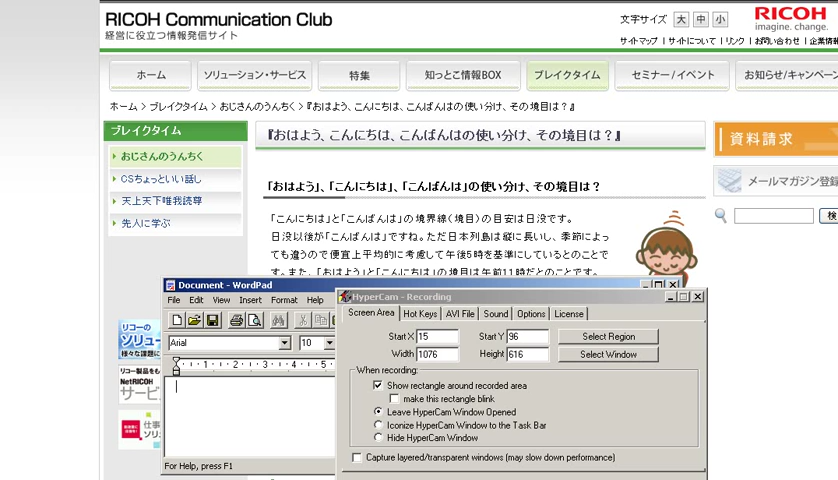 RICOH Communication Club
経営に役立つ情報発信サイト
文字サイズ 大 中 小
RICOH
imagine. change.
サイトマップ | サイトについて | リンク | お問い合わせ | 企業情報
ホーム
ソリューション・サービス
特集
知っとこ情報BOX
ブレイクタイム
セミナー/イベント
お知らせ/キャンペーン
ホーム > ブレイクタイム > おじさんのうんちく > 『おはよう、こんにちは、こんばんはの使い分け、その境目は？』
ブレイクタイム
おじさんのうんちく
CSちょっといい話し
天上天下唯我読尊
先人に学ぶ
『おはよう、こんにちは、こんばんはの使い分け、その境目は？』
「おはよう」、「こんにちは」、「こんばんは」の使い分け、その境目は？
「こんにちは」と「こんばんは」の境界線（境目）の目安は日没です。
日没以後が「こんばんは」ですね。ただ日本列島は縦に長いし、季節によっ
ても違うので便宜上平均的に考慮して午後5時を基準にしているとのことで
す。また、「おはよう」と「こんにちは」の境目は午前11時だとのことです。
資料請求
メールマガジン登録
検
リコーの
ソリュ
様々な課題に
リコー製品をも
NetRICOH
サービ
仕事
ソリ
Document - WordPad
File Edit View Insert Format Help
Arial 10
1 2 3 4 5
For Help, press F1
HyperCam - Recording
Screen Area Hot Keys AVI File Sound Options License
Start X 15 Start Y 96 Select Region
Width 1076 Height 616 Select Window
When recording:
Show rectangle around recorded area
make this rectangle blink
Leave HyperCam Window Opened
Iconize HyperCam Window to the Task Bar
Hide HyperCam Window
Capture layered/transparent windows (may slow down performance)